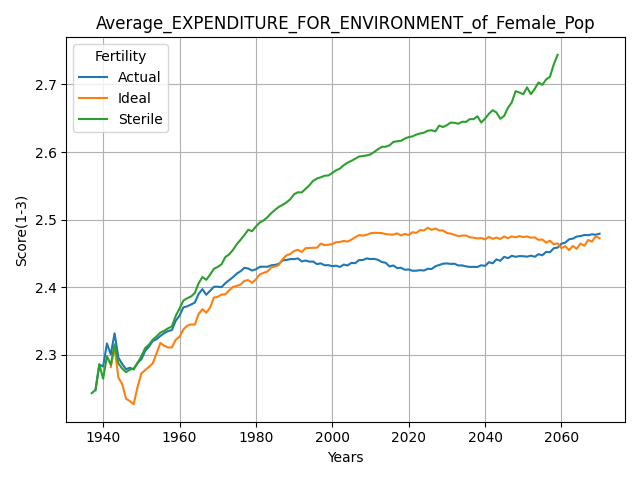 Average_EXPENDITURE_FOR_ENVIRONMENT_of_Female_Pop
Fertility
Actual
Ideal
Sterile
Score(1-3)
2.7
2.6
2.5
2.4
2.3
1940 1960 1980 2000 2020 2040 2060
Years